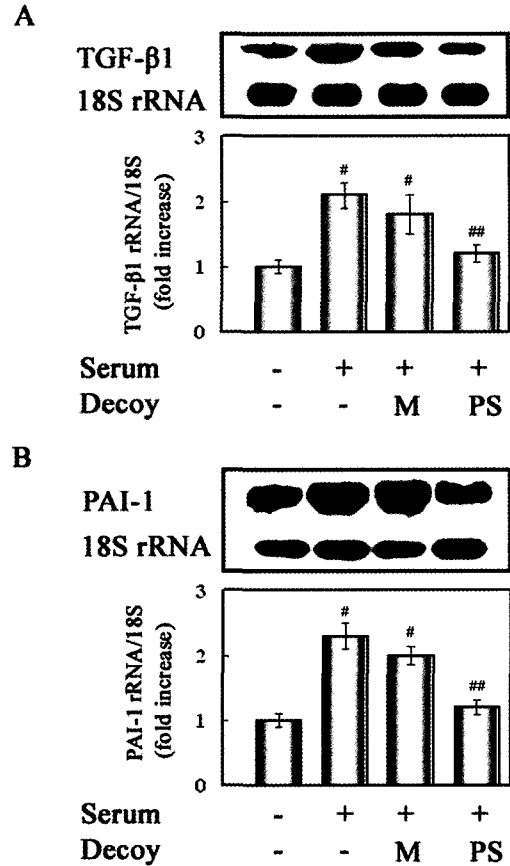 A
TGF-β1
18S rRNA
TGF-β1 rRNA/18S
(fold increase)
3
2
1
0
# # ##
Serum - + + +
Decoy - - M PS
B
PAI-1
18S rRNA
PAI-1 rRNA/18S
(fold increase)
3
2
1
0
# # ##
Serum - + + +
Decoy - - M PS